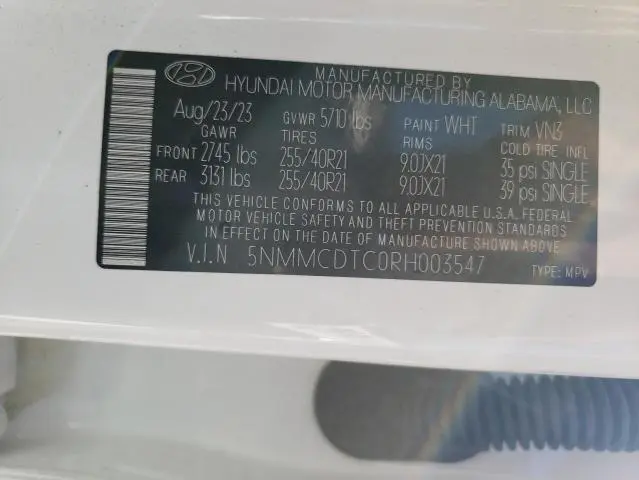 MANUFACTURED BY
HYUNDAI MOTOR MANUFACTURING ALABAMA, LLC
Aug/23/23 GVWR 5710 lbs PAINT WHT TRIM VN3
GAWR TIRES RIMS COLD TIRE INFL
FRONT 2745 lbs 255/40R21 9.0JX21 35 psi SINGLE
REAR 3131 lbs 255/40R21 9.0JX21 39 psi SINGLE
THIS VEHICLE CONFORMS TO ALL APPLICABLE U.S.A. FEDERAL
MOTOR VEHICLE SAFETY AND THEFT PREVENTION STANDARDS
IN EFFECT ON THE DATE OF MANUFACTURE SHOWN ABOVE
V.I.N 5NMMCDTC0RH003547 TYPE: MPV